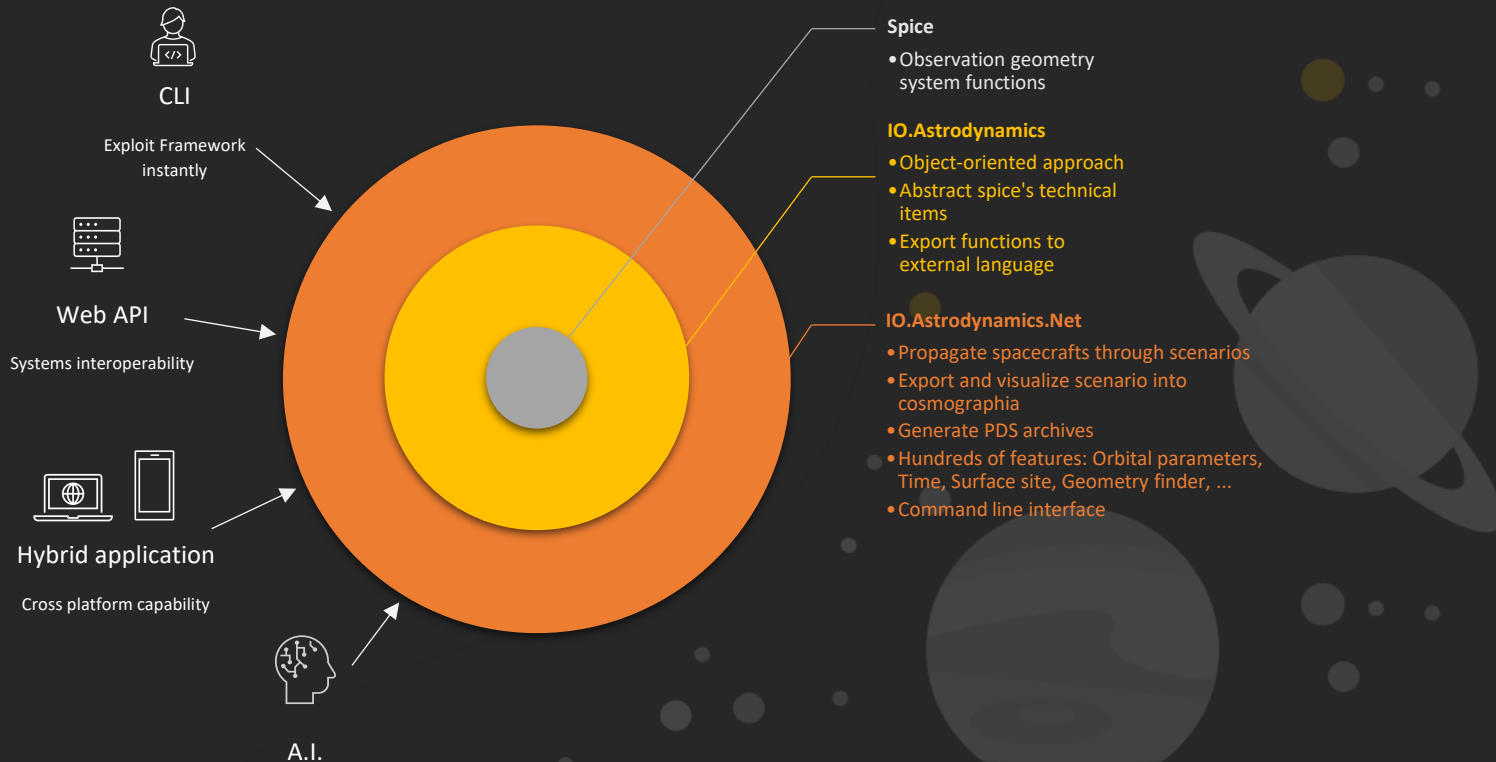 CLI
Exploit Framework
instantly
Web API
Systems interoperability
Hybrid application
Cross platform capability
A.I.
Spice
•Observation geometry
system functions
IO.Astrodynamics
•Object-oriented approach
•Abstract spice's technical
items
•Export functions to
external language
IO.Astrodynamics.Net
•Propagate spacecrafts through scenarios
•Export and visualize scenario into
cosmographia
•Generate PDS archives
•Hundreds of features: Orbital parameters,
Time, Surface site, Geometry finder, ...
•Command line interface